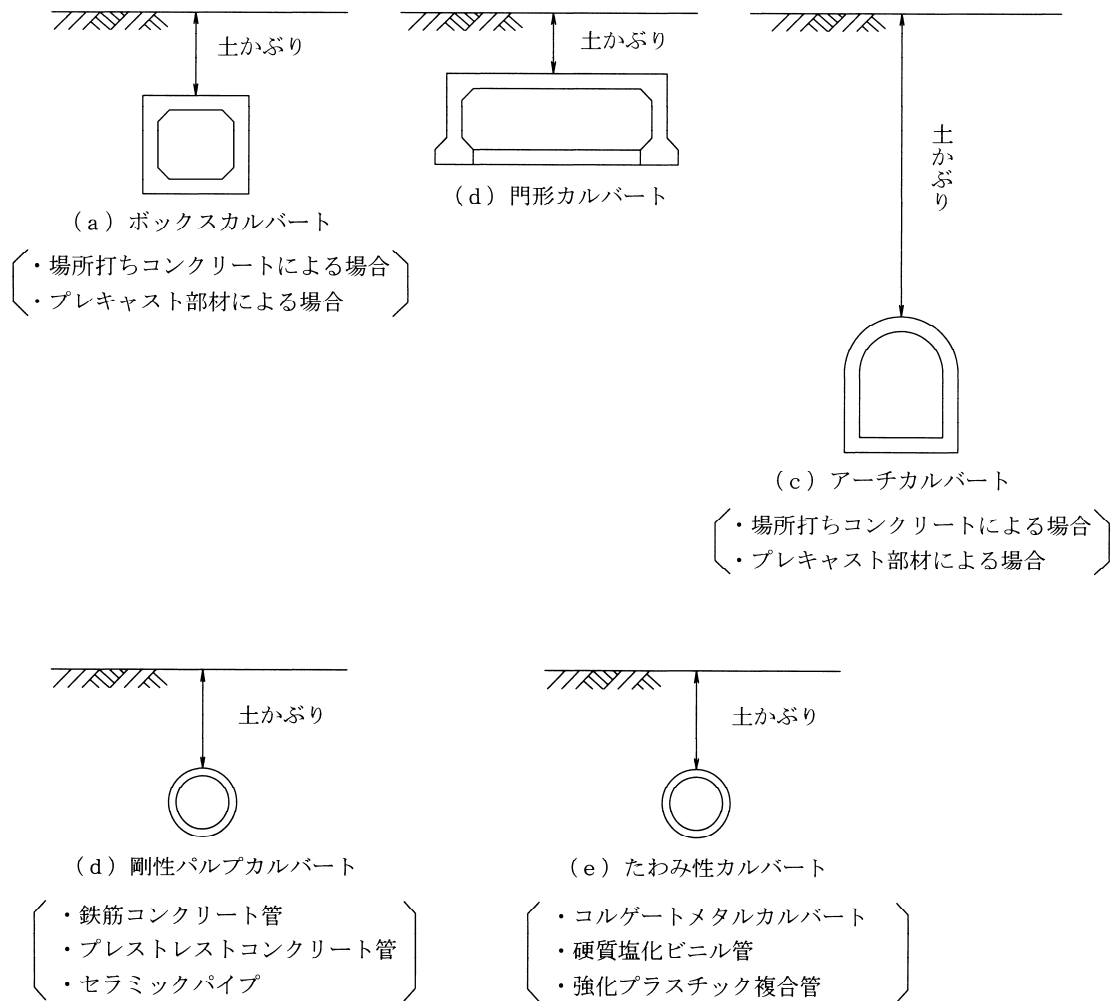 土かぶり
(a)ボックスカルバート
・場所打ちコンクリートによる場合
・プレキャスト部材による場合
土かぶり
(d)門形カルバート
土かぶり
(c)アーチカルバート
・場所打ちコンクリートによる場合
・プレキャスト部材による場合
土かぶり
(d)剛性パルプカルバート
・鉄筋コンクリート管
・プレストレストコンクリート管
・セラミックパイプ
土かぶり
(e)たわみ性カルバート
・コルゲートメタルカルバート
・硬質塩化ビニル管
・強化プラスチック複合管